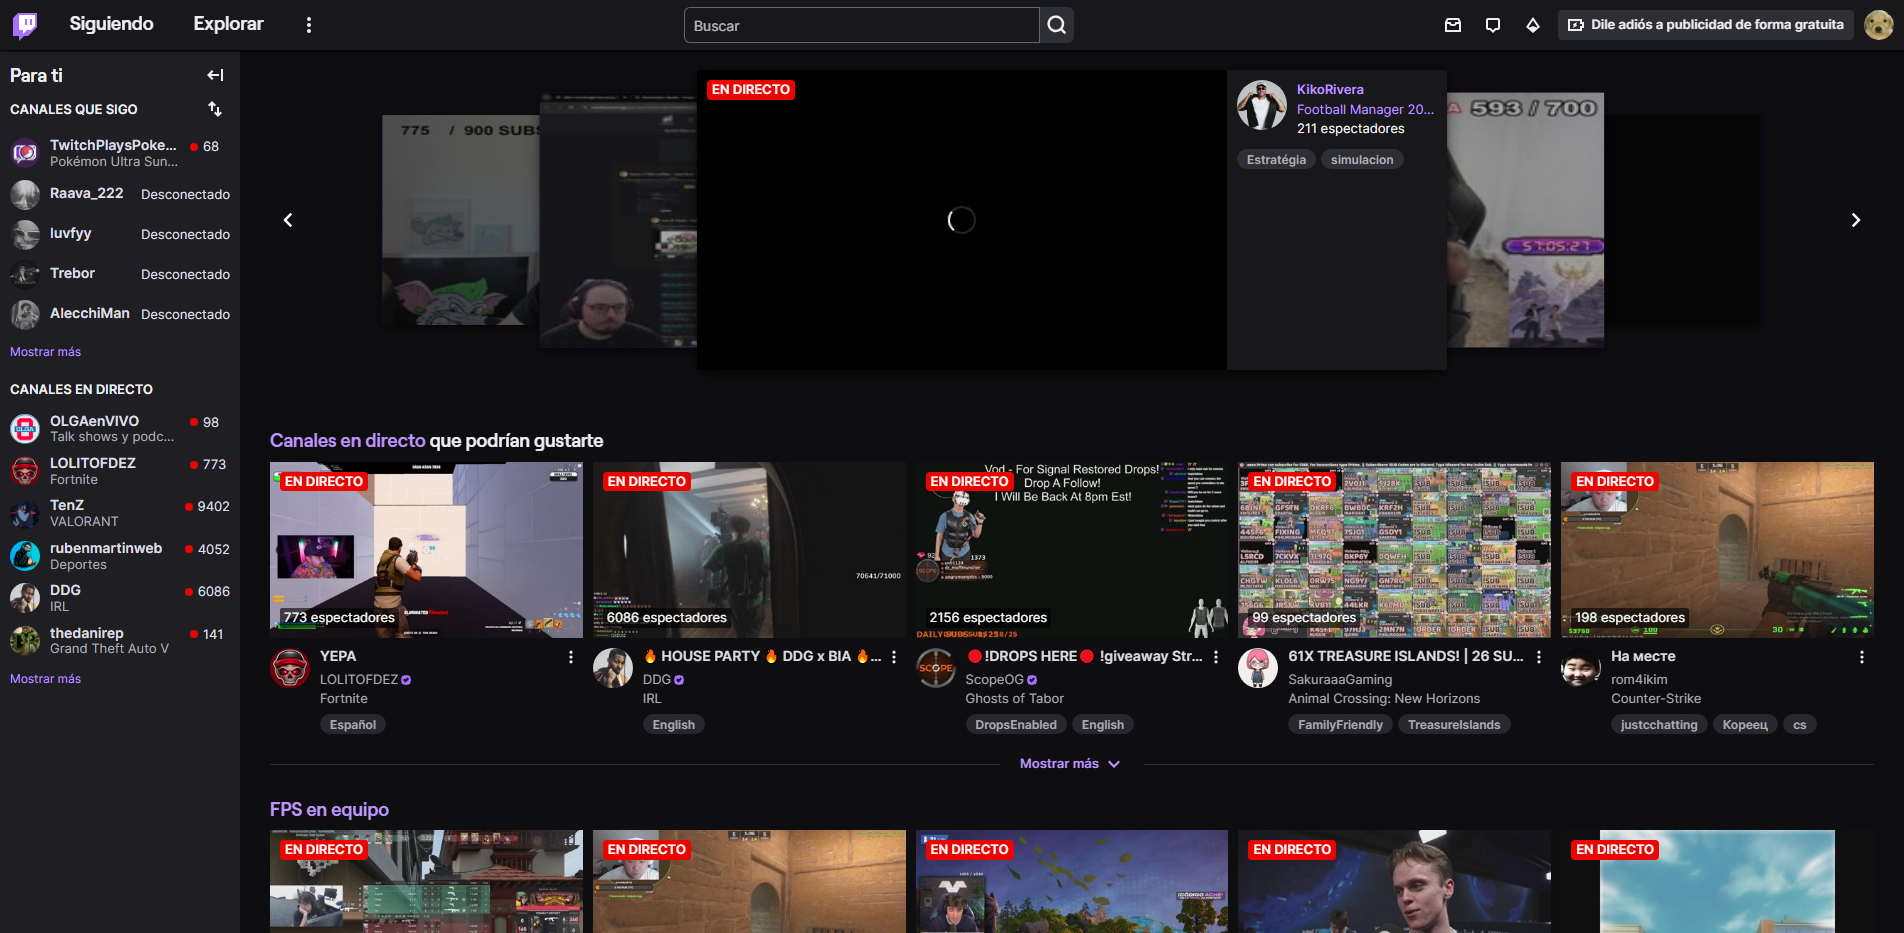 Siguiendo
Explorar
Buscar
Dile adiós a publicidad de forma gratuita
Para ti
CANALES QUE SIGO
TwitchPlaysPoke...
68
Pokémon Ultra Sun...
Raava_222
Desconectado
luvfyy
Desconectado
Trebor
Desconectado
AlecchiMan
Desconectado
Mostrar más
CANALES EN DIRECTO
OLGAenVIVO
98
Talk shows y podc...
LOLITOFDEZ
773
Fortnite
TenZ
9402
VALORANT
rubenmartinweb
4052
Deportes
DDG
6086
IRL
thedanirep
141
Grand Theft Auto V
Mostrar más
775 / 900 SUBS
EN DIRECTO
KikoRivera
Football Manager 20...
211 espectadores
Estratégia
simulacion
593 / 700
57:05:27
Canales en directo que podrían gustarte
EN DIRECTO
773 espectadores
YEPA
LOLITOFDEZ
Fortnite
Español
EN DIRECTO
70641/71000
6086 espectadores
🔥 HOUSE PARTY 🔥 DDG x BIA 🔥...
DDG
IRL
English
EN DIRECTO
Vod - For Signal Restored Drops!
Drop A Follow!
I Will Be Back At 8pm Est!
1373
SCOPE
2156 espectadores
🔴!DROPS HERE🔴 !giveaway Str...
ScopeOG
Ghosts of Tabor
DropsEnabled
English
EN DIRECTO
99 espectadores
61X TREASURE ISLANDS! | 26 SU...
SakuraaaGaming
Animal Crossing: New Horizons
FamilyFriendly
TreasureIslands
EN DIRECTO
198 espectadores
На месте
rom4ikim
Counter-Strike
justcchatting
Кореец
cs
Mostrar más
FPS en equipo
EN DIRECTO
EN DIRECTO
EN DIRECTO
EN DIRECTO
EN DIRECTO